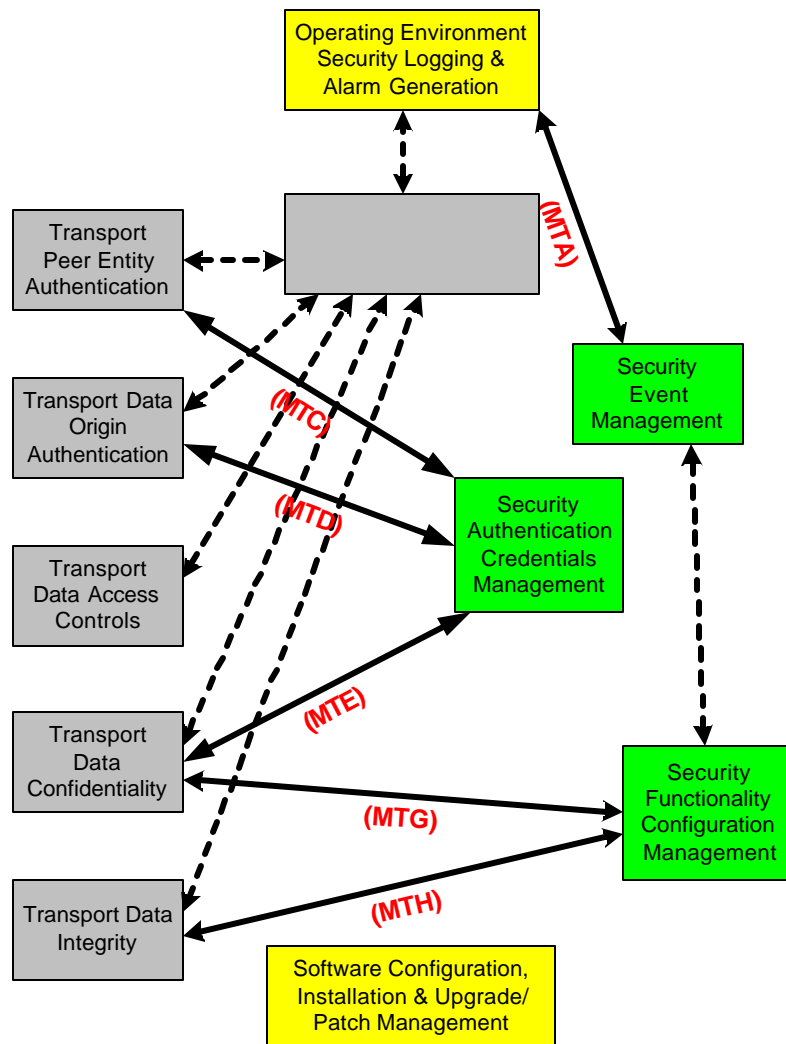 Operating Environment
Security Logging &
Alarm Generation
(MTA)
Transport
Peer Entity
Authentication
Security
Event
Management
Transport Data
Origin
Authentication
(MTC)
(MTD)
Security
Authentication
Credentials
Management
Transport
Data Access
Controls
(MTE)
Transport
Data
Confidentiality
(MTG)
Security
Functionality
Configuration
Management
(MTH)
Transport Data
Integrity
Software Configuration,
Installation & Upgrade/
Patch Management